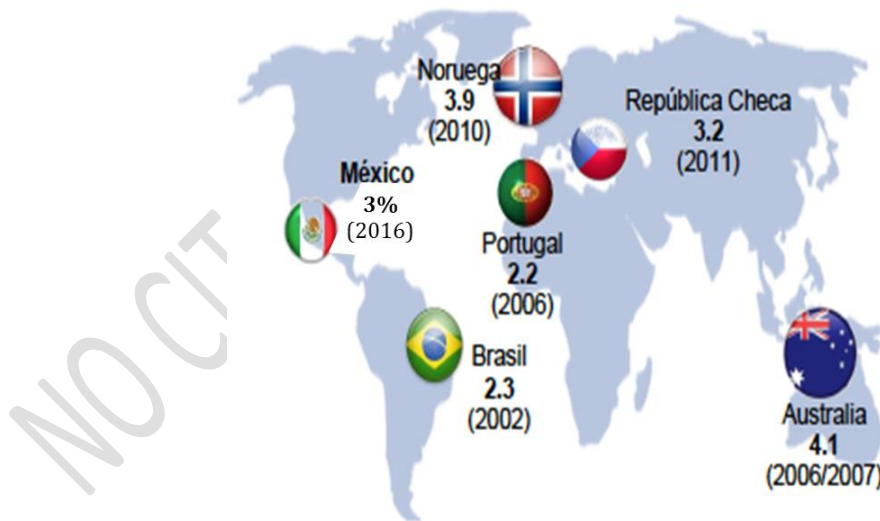 Noruega
3.9
(2010)
República Checa
3.2
(2011)
México
3%
(2016)
Portugal
2.2
(2006)
Brasil
2.3
(2002)
Australia
4.1
(2006/2007)
NO CIT